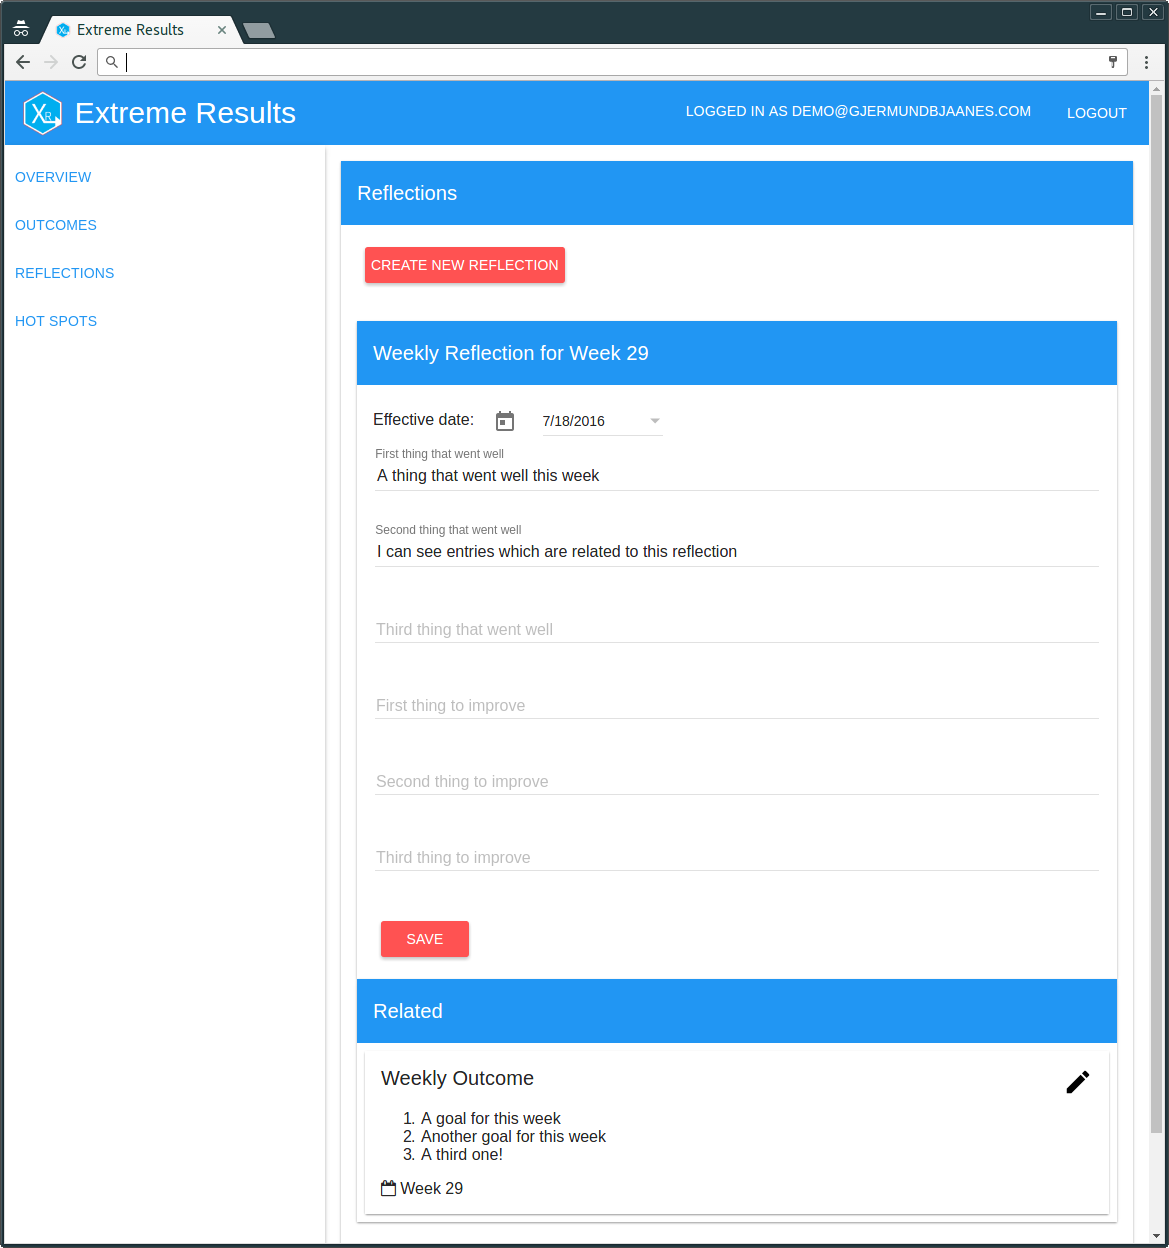 Extreme Results
XR Extreme Results
LOGGED IN AS DEMO@GJERMUNDBJAANES.COM LOGOUT
OVERVIEW
OUTCOMES
REFLECTIONS
HOT SPOTS
Reflections
CREATE NEW REFLECTION
Weekly Reflection for Week 29
Effective date: 7/18/2016
First thing that went well
A thing that went well this week
Second thing that went well
I can see entries which are related to this reflection
Third thing that went well
First thing to improve
Second thing to improve
Third thing to improve
SAVE
Related
Weekly Outcome
1. A goal for this week
2. Another goal for this week
3. A third one!
Week 29